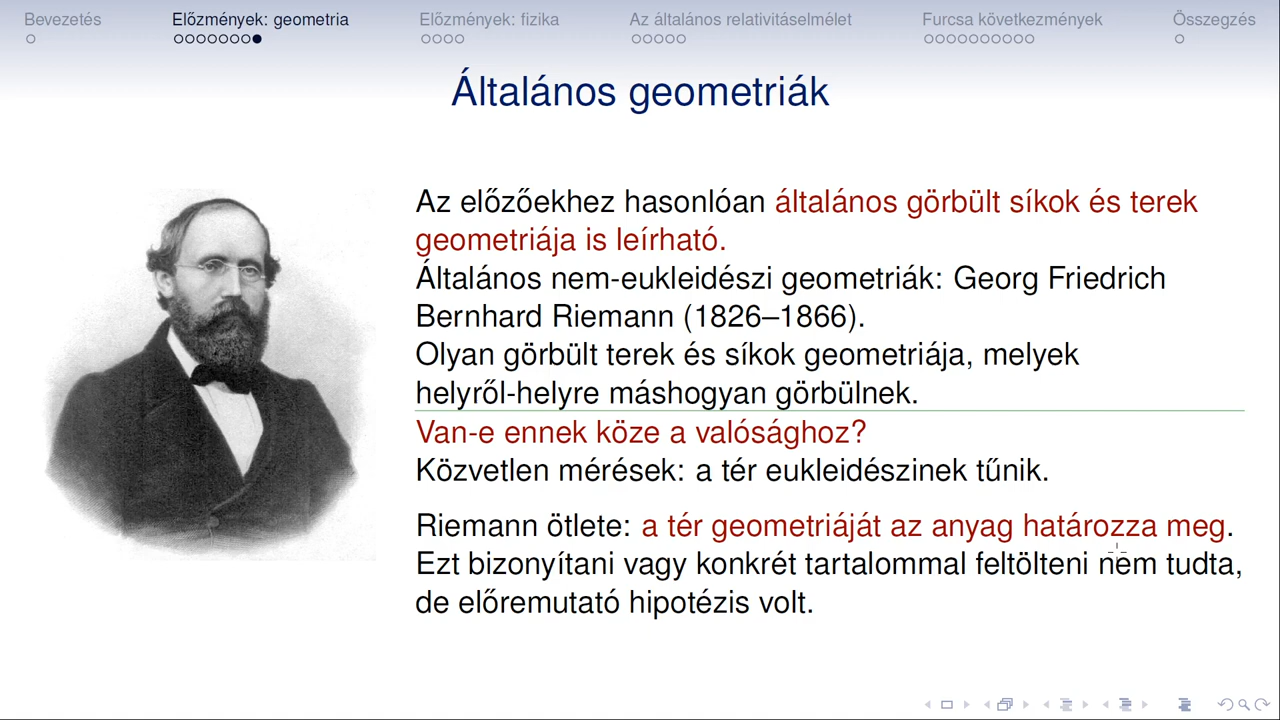 Bevezetés
Előzmények: geometria
Előzmények: fizika
Az általános relativitáselmélet
Furcsa következmények
Összegzés
Általános geometriák
Az előzőekhez hasonlóan általános görbült síkok és terek
geometriája is leírható.
Általános nem-eukleidészi geometriák: Georg Friedrich
Bernhard Riemann (1826–1866).
Olyan görbült terek és síkok geometriája, melyek
helyről-helyre máshogyan görbülnek.
Van-e ennek köze a valósághoz?
Közvetlen mérések: a tér eukleidészinek tűnik.
Riemann ötlete: a tér geometriáját az anyag határozza meg.
Ezt bizonyítani vagy konkrét tartalommal feltölteni nem tudta,
de előremutató hipotézis volt.